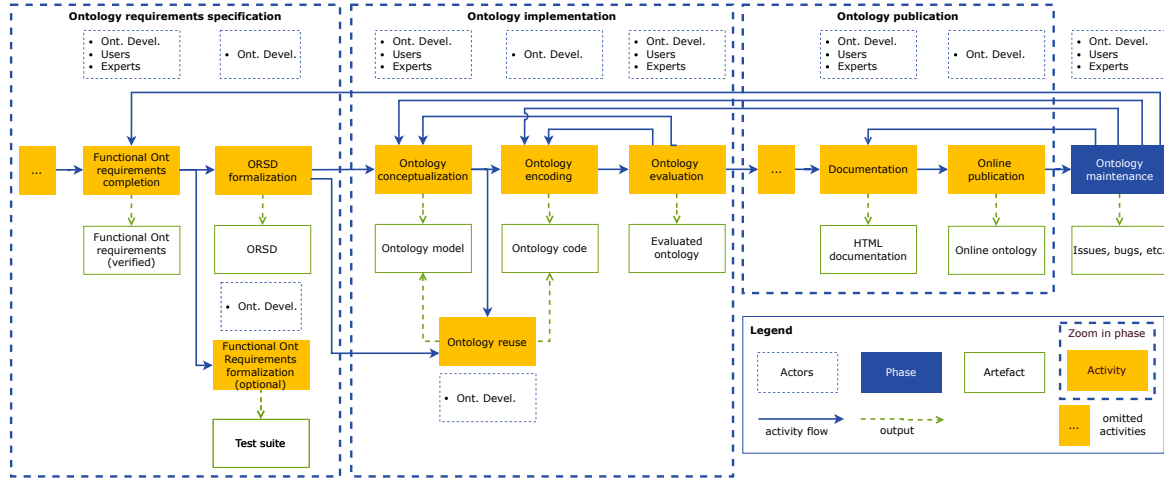 Ontology requirements specification
Ontology implementation
Ontology publication
• Ont. Devel.
• Users
• Experts
• Ont. Devel.
• Ont. Devel.
• Users
• Experts
• Ont. Devel.
• Ont. Devel.
• Users
• Experts
• Ont. Devel.
• Users
• Experts
• Ont. Devel.
• Ont. Devel.
• Users
• Experts
...
Functional Ont
requirements
completion
ORSD
formalization
Ontology
conceptualization
Ontology
encoding
Ontology
evaluation
...
Documentation
Online
publication
Ontology
maintenance
Functional Ont
requirements
(verified)
ORSD
Ontology model
Ontology code
Evaluated
ontology
HTML
documentation
Online ontology
Issues, bugs, etc.
• Ont. Devel.
Functional Ont
Requirements
formalization
(optional)
Test suite
Ontology reuse
• Ont. Devel.
Legend
Zoom in phase
Actors
Phase
Artefact
Activity
activity flow
output
...
omitted
activities